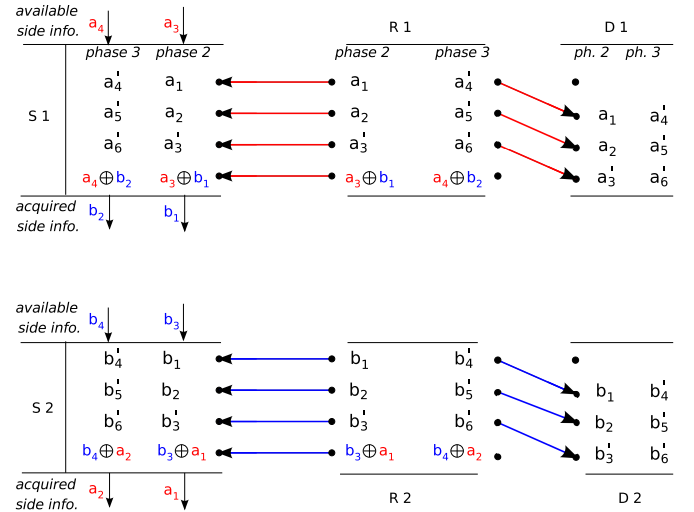 available
side info.
a4 a3
R 1 D 1
phase 3 phase 2 phase 2 phase 3 ph. 2 ph. 3
a4' a1 a1 a4'
S 1
a5' a2 a2 a5' a1 a4'
a6' a3' a3' a6' a2 a5'
a4⊕b2 a3⊕b1 a3⊕b1 a4⊕b2 a3' a6'
acquired
side info.
b2 b1
available
side info.
b4 b3
b4' b1 b1 b4'
b5' b2 b2 b5' b1 b4'
S 2
b6' b3' b3' b6' b2 b5'
b4⊕a2 b3⊕a1 b3⊕a1 b4⊕a2 b3' b6'
acquired
side info.
a2 a1
R 2 D 2